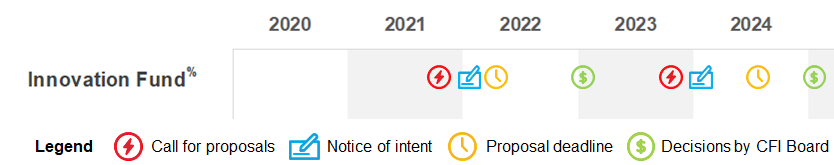 2020 2021 2022 2023 2024
Innovation Fund%
Legend Call for proposals Notice of intent Proposal deadline $ Decisions by CFI Board